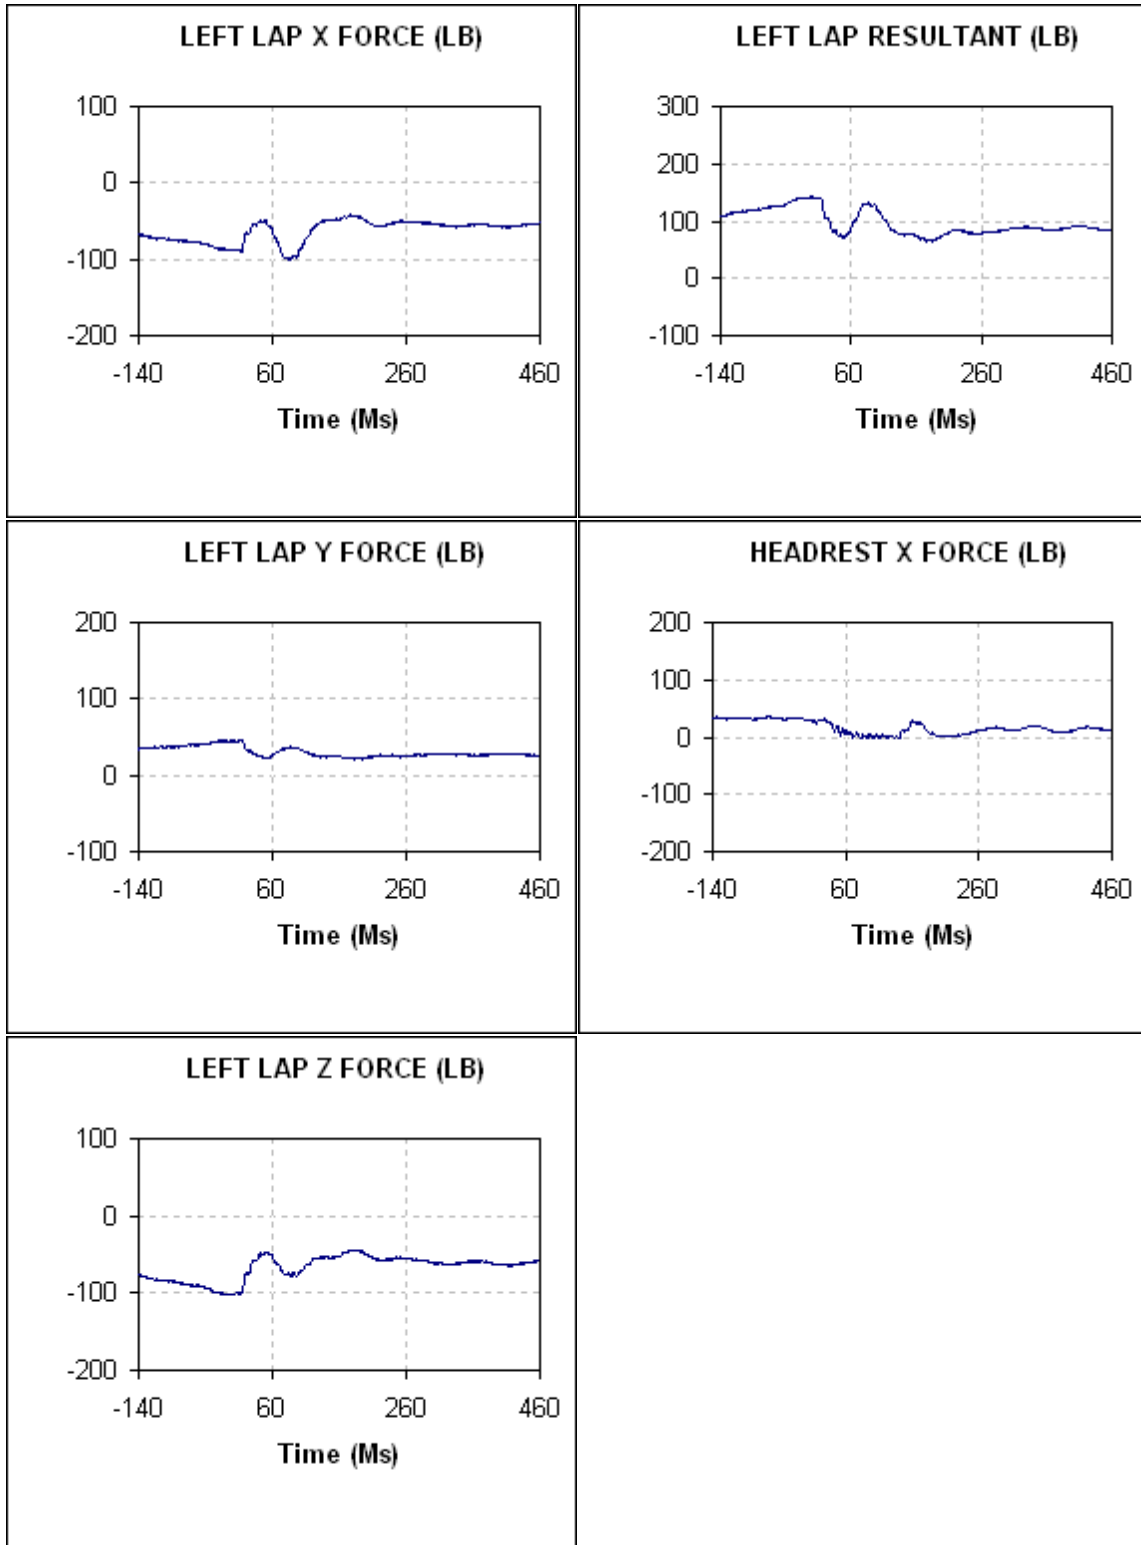 LEFT LAP X FORCE (LB)
100
0
-100
-200
-140 60 260 460
Time (Ms)
LEFT LAP RESULTANT (LB)
300
200
100
0
-100
-140 60 260 460
Time (Ms)
LEFT LAP Y FORCE (LB)
200
100
0
-100
-140 60 260 460
Time (Ms)
HEADREST X FORCE (LB)
200
100
0
-100
-200
-140 60 260 460
Time (Ms)
LEFT LAP Z FORCE (LB)
100
0
-100
-200
-140 60 260 460
Time (Ms)